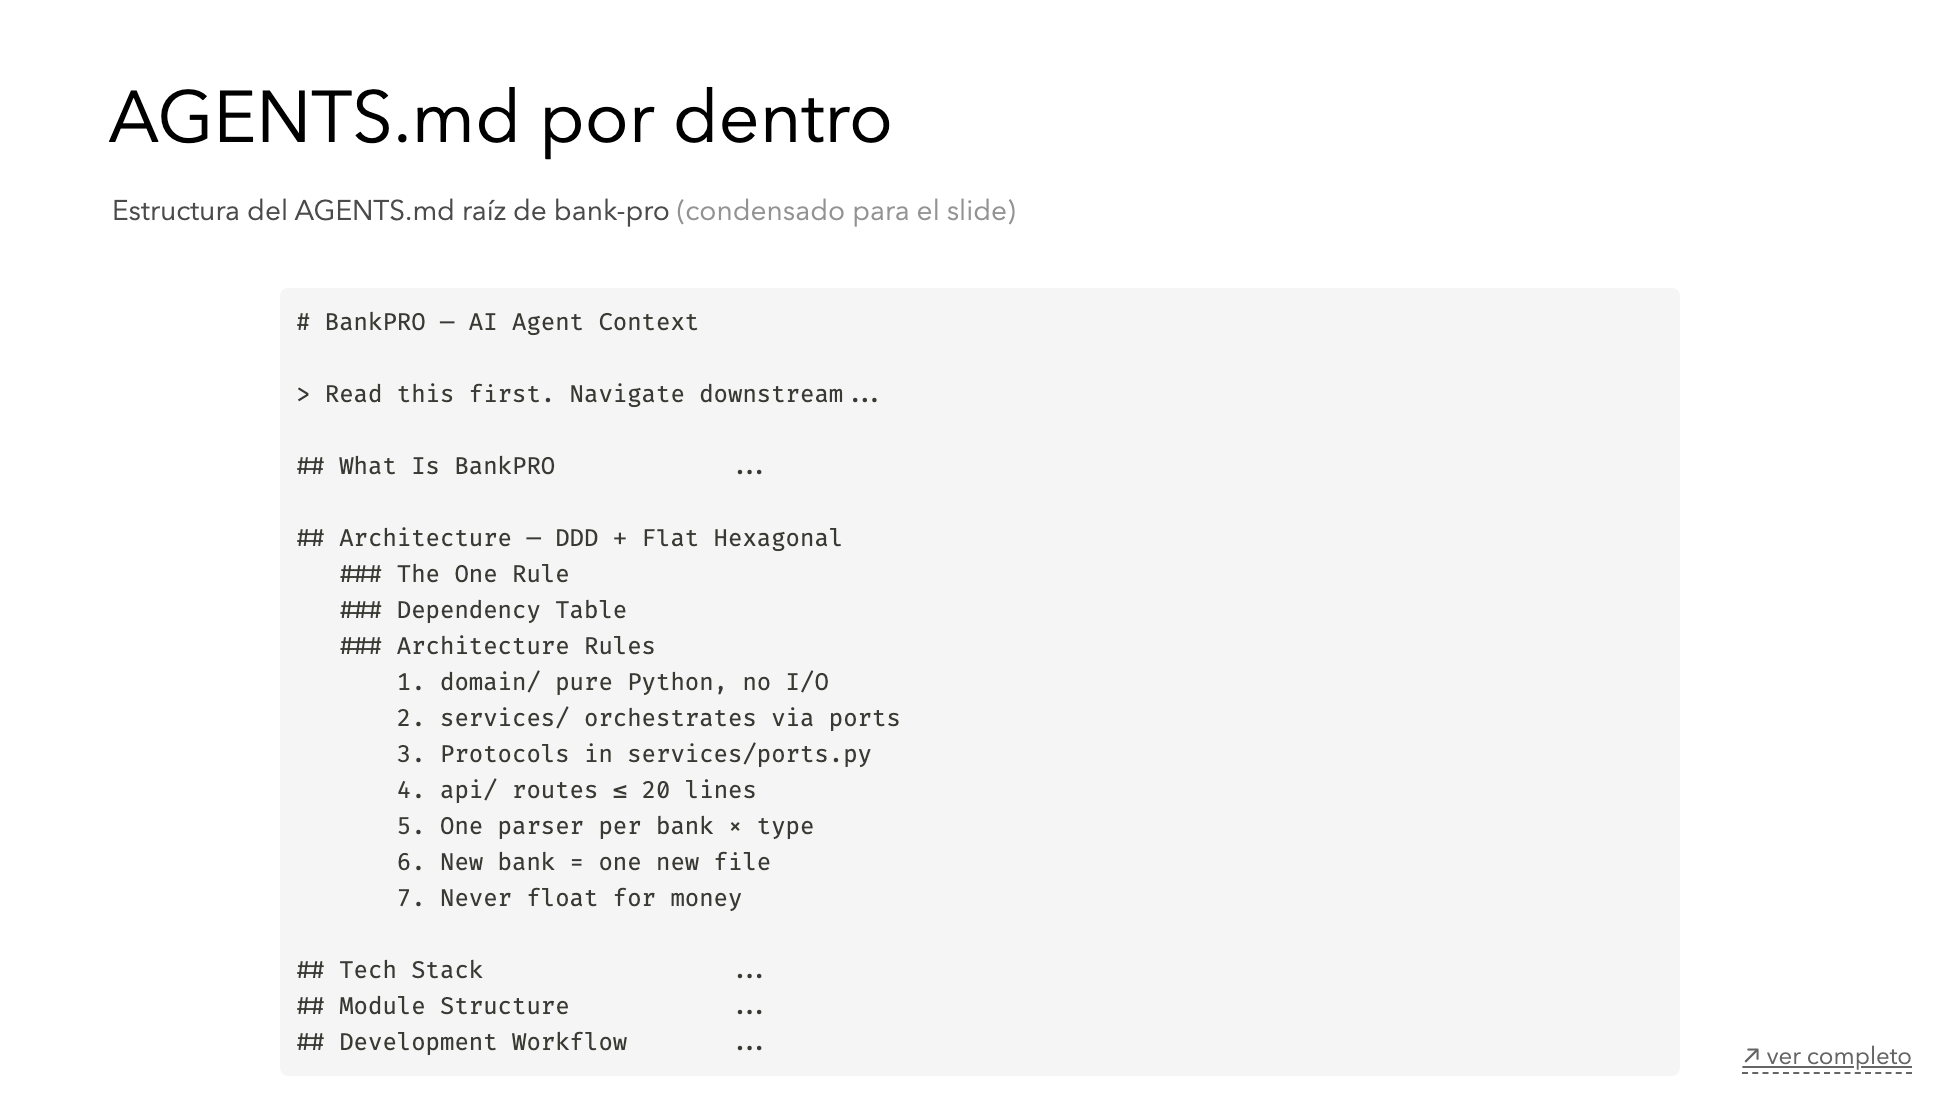 AGENTS.md por dentro
Estructura del AGENTS.md raíz de bank-pro (condensado para el slide)
# BankPRO — AI Agent Context
> Read this first. Navigate downstream...
## What Is BankPRO ...
## Architecture — DDD + Flat Hexagonal
### The One Rule
### Dependency Table
### Architecture Rules
1. domain/ pure Python, no I/O
2. services/ orchestrates via ports
3. Protocols in services/ports.py
4. api/ routes ≤ 20 lines
5. One parser per bank × type
6. New bank = one new file
7. Never float for money
## Tech Stack ...
## Module Structure ...
## Development Workflow ...
↗ ver completo